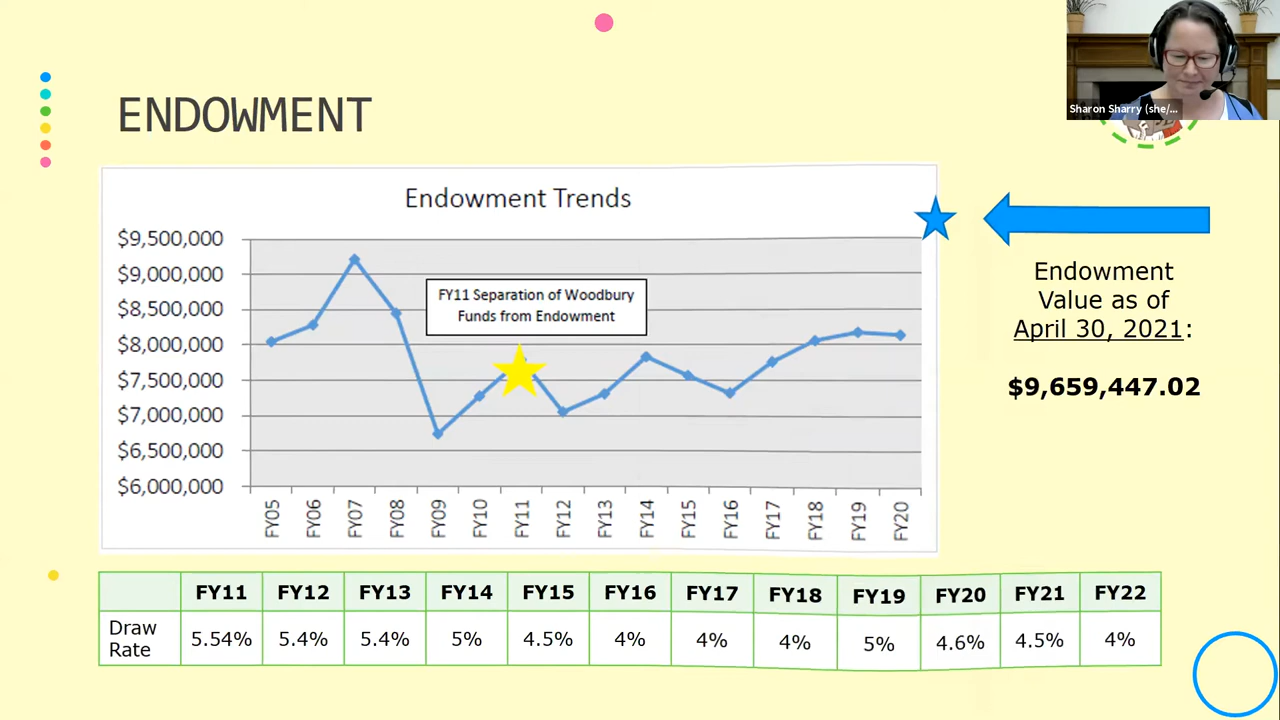 Sharon Sharry (she/...
ENDOWMENT
Endowment Trends
$9,500,000
$9,000,000
$8,500,000
$8,000,000
$7,500,000
$7,000,000
$6,500,000
$6,000,000
FY11 Separation of Woodbury
Funds from Endowment
FY05 FY06 FY07 FY08 FY09 FY10 FY11 FY12 FY13 FY14 FY15 FY16 FY17 FY18 FY19 FY20
Endowment
Value as of
April 30, 2021:
$9,659,447.02
FY11 FY12 FY13 FY14 FY15 FY16 FY17 FY18 FY19 FY20 FY21 FY22
Draw
Rate
5.54% 5.4% 5.4% 5% 4.5% 4% 4% 4% 5% 4.6% 4.5% 4%